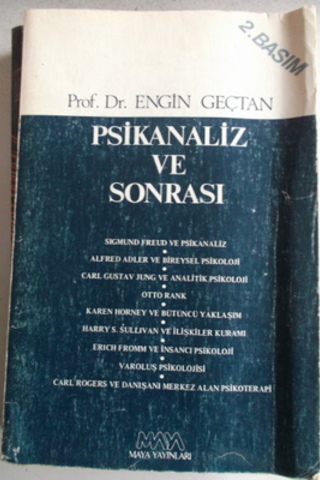 2. BASIM
Prof. Dr. ENGİN GEÇTAN
PSİKANALİZ
VE
SONRASI
SIGMUND FREUD VE PSİKANALİZ
ALFRED ADLER VE BİREYSEL PSİKOLOJİ
CARL GUSTAV JUNG VE ANALİTİK PSİKOLOJİ
OTTO RANK
KAREN HORNEY VE BÜTÜNCÜ YAKLAŞIM
HARRY S. SULLIVAN VE İLİŞKİLER KURAMI
ERICH FROMM VE İNSANCI PSİKOLOJİ
VAROLUŞ PSİKOLOJİSİ
CARL ROGERS VE DANIŞANI MERKEZ ALAN PSİKOTERAPİ
MAYA
MAYA YAYINLARI